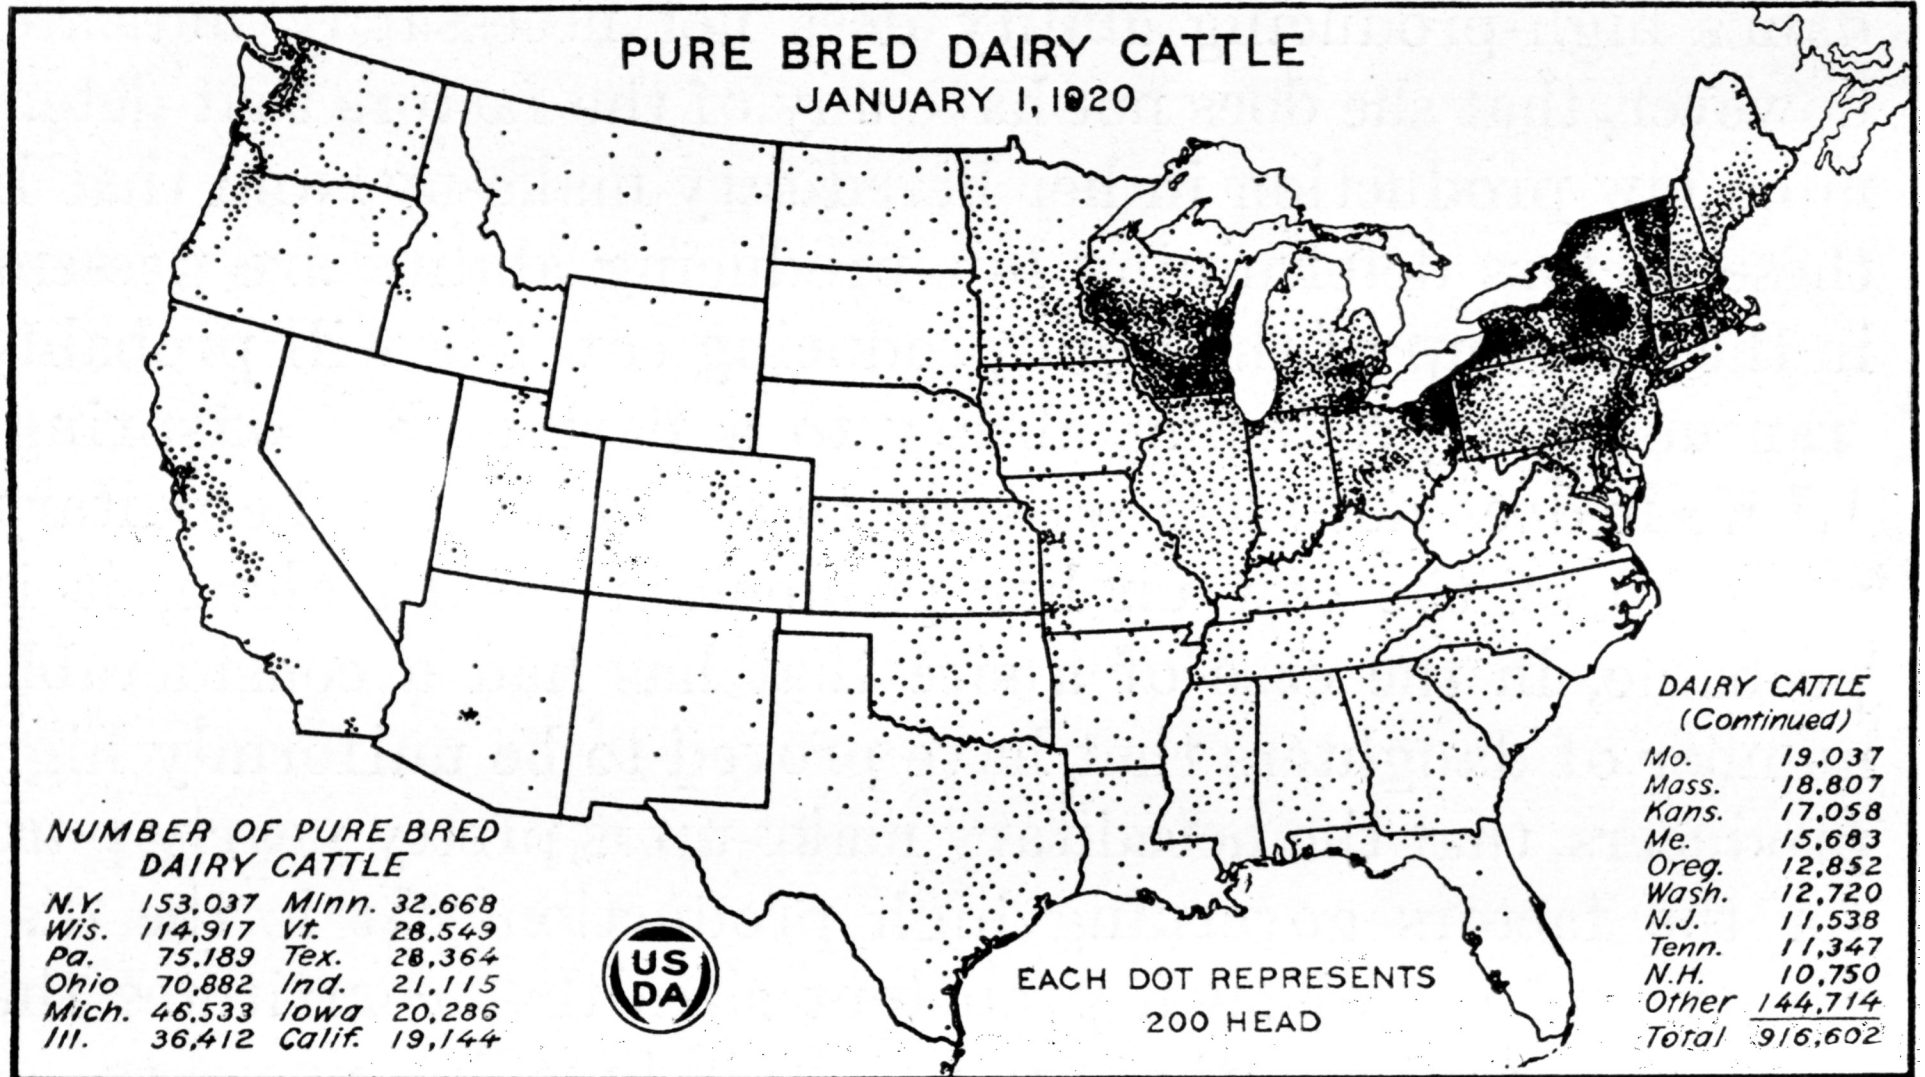 PURE BRED DAIRY CATTLE
JANUARY 1, 1920
NUMBER OF PURE BRED
DAIRY CATTLE
N.Y. 153,037 Minn. 32,668
Wis. 114,917 Vt. 28,549
Pa. 75,189 Tex. 28,364
Ohio 70,882 Ind. 21,115
Mich. 46,533 Iowa 20,286
Ill. 36,412 Calif. 19,144
US
DA
EACH DOT REPRESENTS
200 HEAD
DAIRY CATTLE
(Continued)
Mo. 19,037
Mass. 18,807
Kans. 17,058
Me. 15,683
Oreg. 12,852
Wash. 12,720
N.J. 11,538
Tenn. 11,347
N.H. 10,750
Other 144,714
Total 916,602